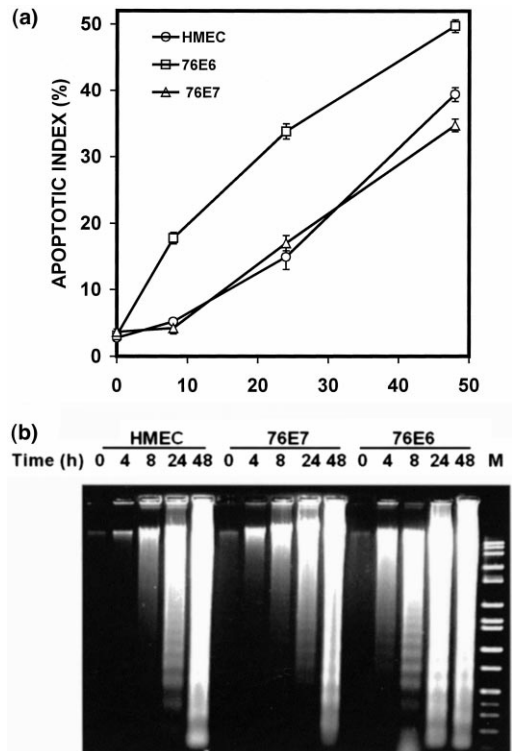 (a)
APOPTOTIC INDEX (%)
50
40
30
20
10
0
HMEC
76E6
76E7
0 10 20 30 40 50
(b)
HMEC 76E7 76E6
Time (h) 0 4 8 24 48 0 4 8 24 48 0 4 8 24 48 M